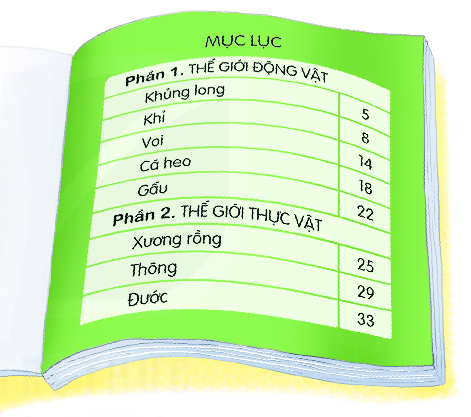 MỤC LỤC
Phần 1. THẾ GIỚI ĐỘNG VẬT
Khủng long 5
Khỉ 8
Voi 14
Cá heo 18
Gấu 22
Phần 2. THẾ GIỚI THỰC VẬT
Xương rồng 25
Thông 29
Đước 33